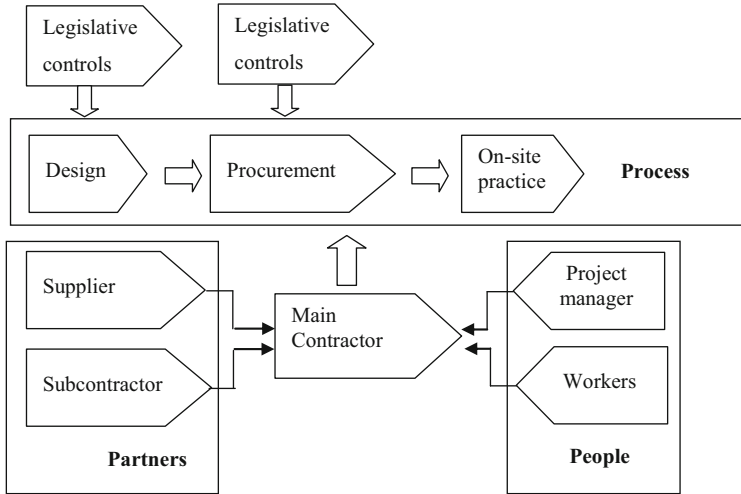 Legislative
controls
Legislative
controls
Design
Procurement
On-site
practice
Process
Supplier
Main
Contractor
Project
manager
Subcontractor
Workers
Partners
People